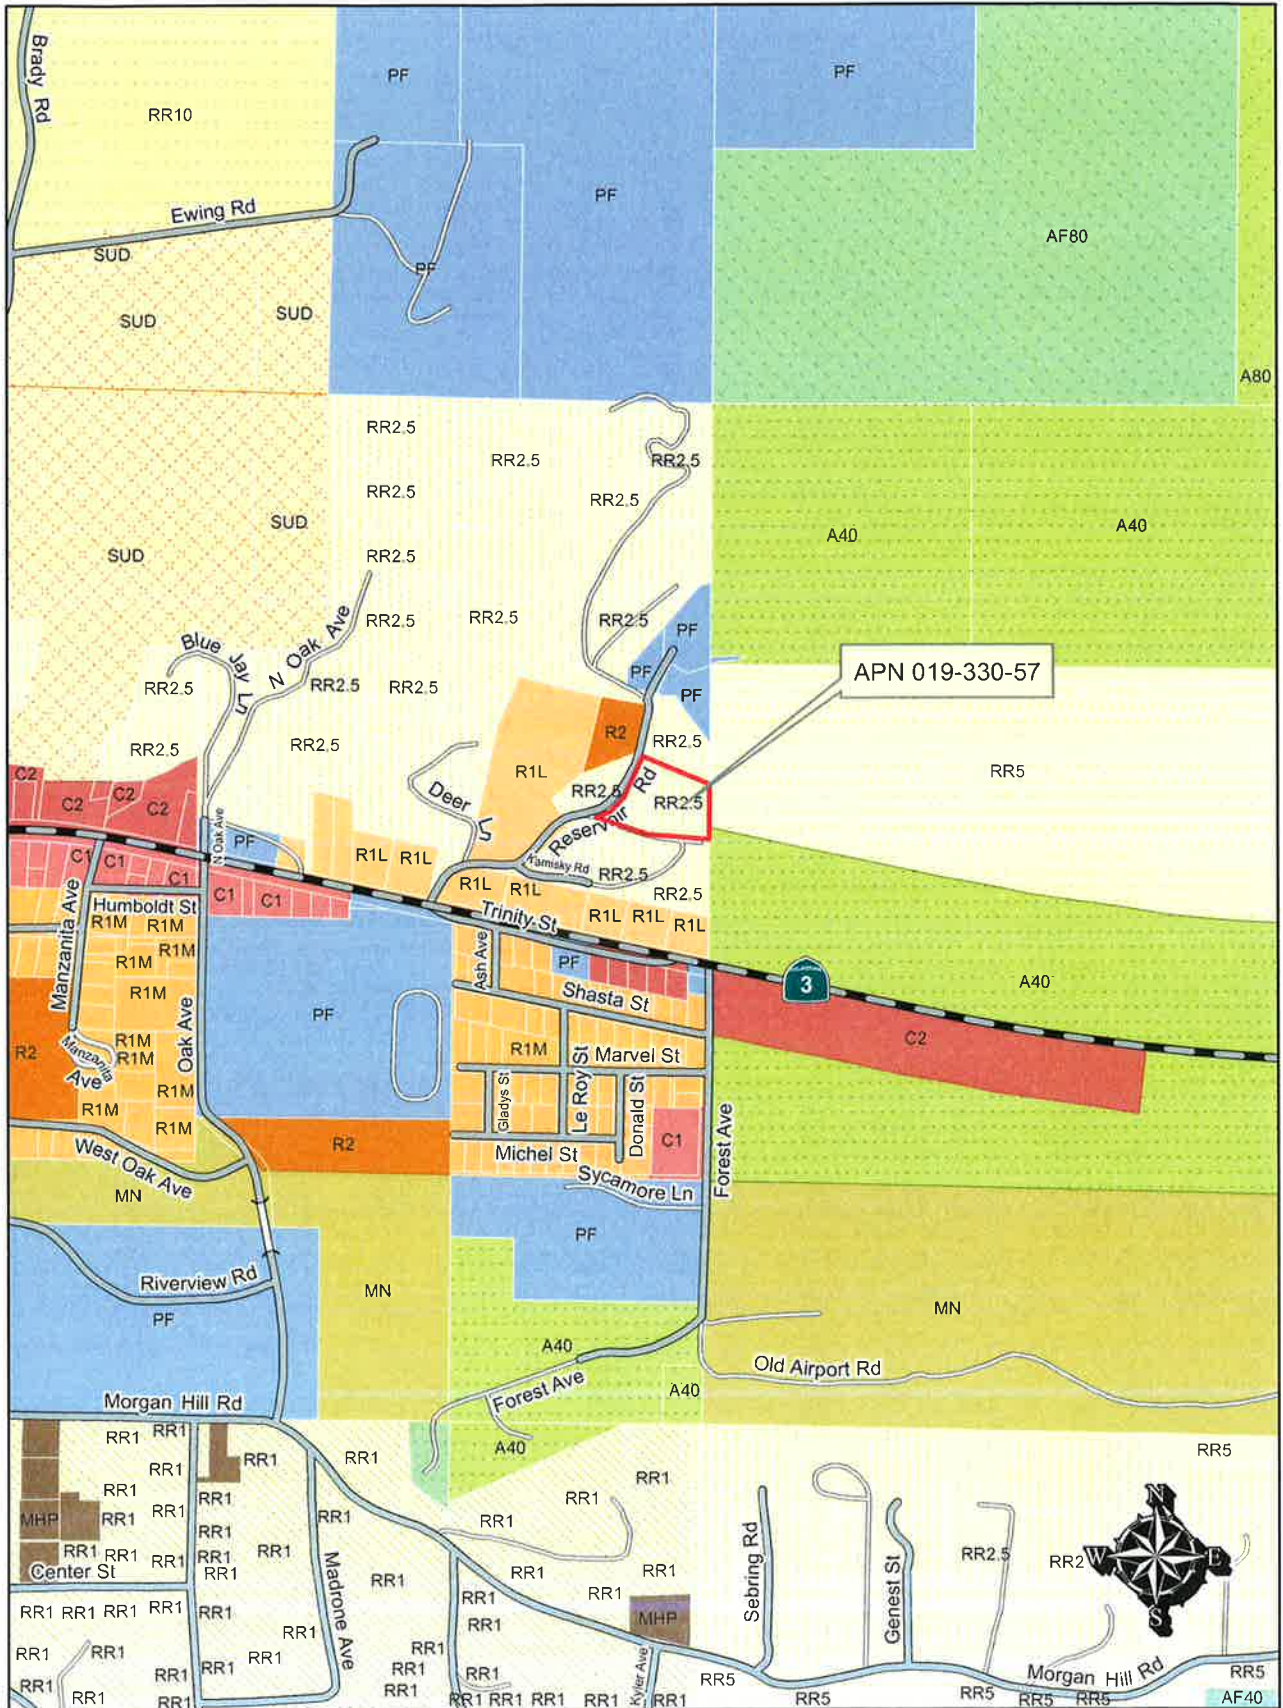 Brady Rd
RR10
PF
PF
PF
Ewing Rd
SUD
SUD
SUD
PF
AF80
A80
RR2.5
RR2.5
RR2.5
RR2.5
RR2.5
SUD
SUD
RR2.5
A40
A40
RR2.5
RR2.5
RR2.5
PF
Blue Jay Ln
N Oak Ave
PF
PF
APN 019-330-57
RR2.5
RR2.5
RR2.5
R2
RR2.5
RR2.5
RR2.5
R1L
RR5
C2
C2
C2
C2
Deer Ln
RR2.5
Reservoir Rd
RR2.5
N Oak Ave
PF
R1L
R1L
Kamisky Rd
RR2.5
RR2.5
C1
C1
C1
C1
C1
R1L
R1L
R1L
R1L
R1L
Humboldt St
Trinity St
Manzanita Ave
R1M
R1M
R1M
R1M
R1M
Ash Ave
PF
3
A40
Shasta St
PF
Oak Ave
C2
R2
Manzanita Ave
R1M
R1M
R1M
R1M
R1M
R1M
Marvel St
Gladys St
Le Roy St
Donald St
Forest Ave
R2
C1
Michel St
West Oak Ave
Sycamore Ln
MN
PF
Riverview Rd
MN
MN
PF
A40
Old Airport Rd
A40
Forest Ave
Morgan Hill Rd
A40
RR1
RR1
RR1
RR1
RR5
RR1
RR1
RR1
RR1
RR1
MHP
RR1
RR1
RR1
RR1
RR1
RR1
N
W
E
S
RR1
RR1
RR1
RR1
RR1
RR1
Center St
RR1
RR1
Madrone Ave
RR1
RR1
RR1
RR1
Sebring Rd
Genest St
RR2.5
RR2
RR1
RR1
RR1
RR1
RR1
RR1
RR1
MHP
RR1
RR1
RR1
RR1
RR1
RR1
RR1
RR1
RR1
Kyler Ave
RR5
Morgan Hill Rd
RR5
RR1
RR1
RR1
RR1
RR1
RR1
RR1
RR1
RR1
RR5
RR5
RR5
RR5
AF40